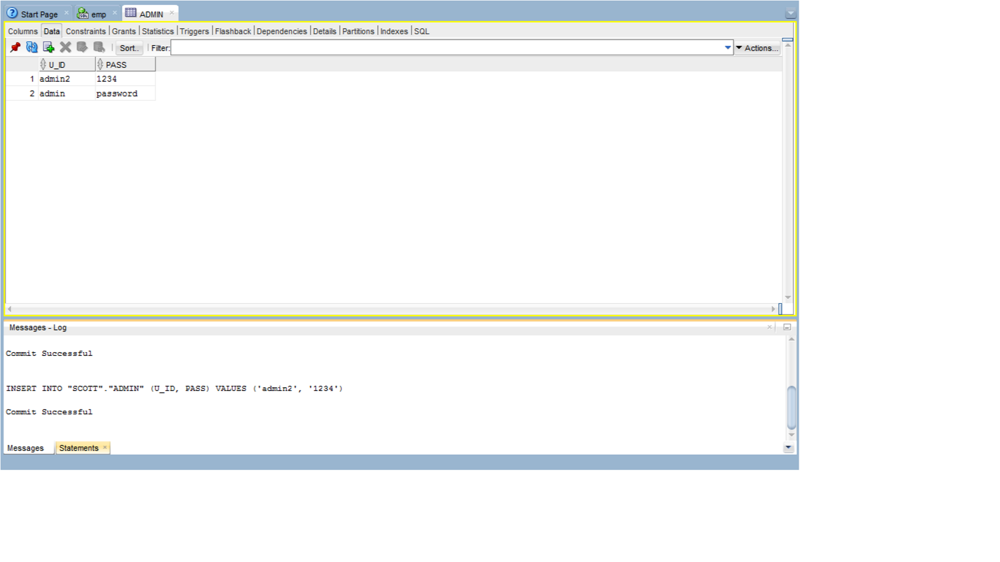 Start Page emp ADMIN
Columns Data Constraints Grants Statistics Triggers Flashback Dependencies Details Partitions Indexes SQL
Sort.. Filter: Actions...
U_ID PASS
1 admin2 1234
2 admin password
Messages - Log
Commit Successful
INSERT INTO "SCOTT"."ADMIN" (U_ID, PASS) VALUES ('admin2', '1234')
Commit Successful
Messages Statements